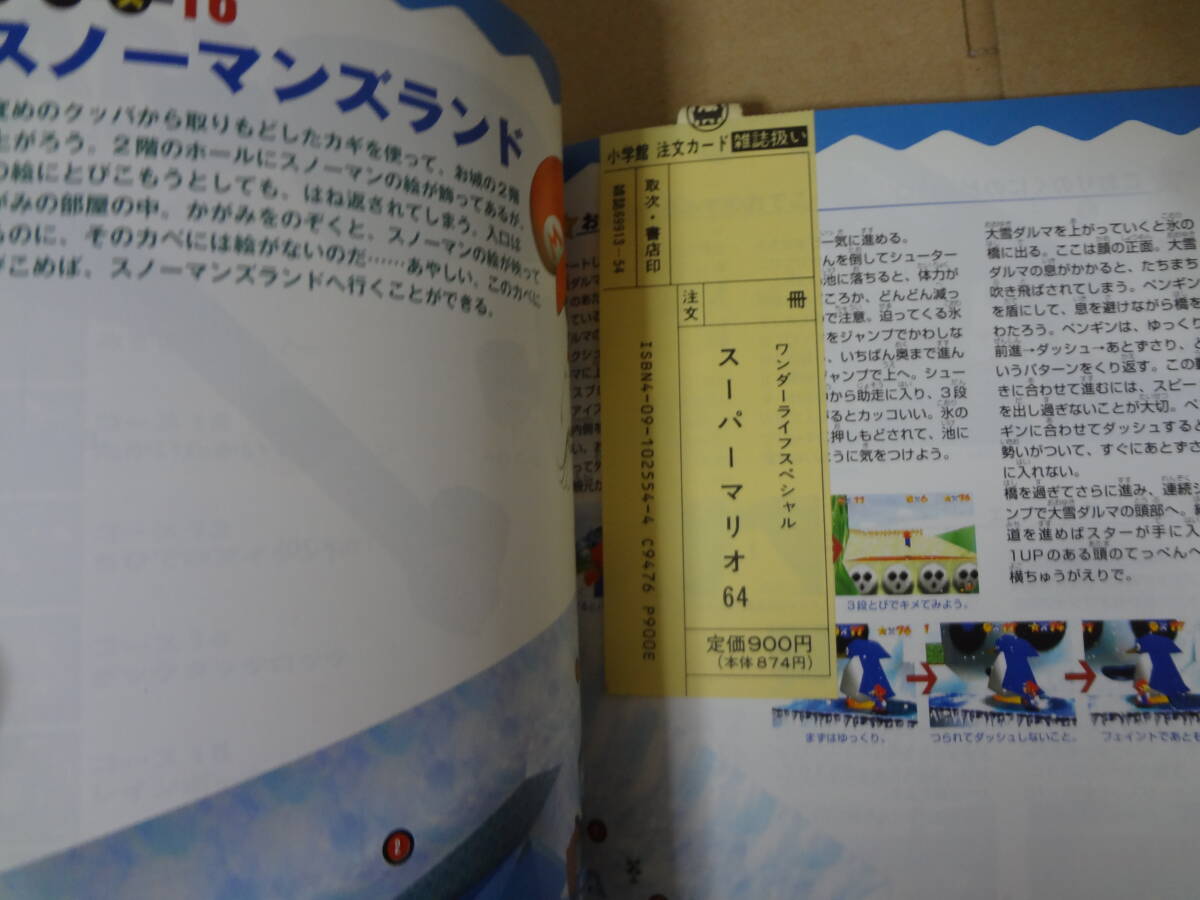 10
スノーマンズランド
めのクッパから取りもどしたカギを使って、お城の2階
上がろう。2階のホールにスノーマンの絵が飾ってあるが、
の絵にとびこもうとしても、はね返されてしまう。入口は
がみの部屋の中。かがみをのぞくと、スノーマンの絵が映って
ものに、そのカベには絵がないのだ……あやしい。このカベに
こめば、スノーマンズランドへ行くことができる。
小学館 注文カード 雑誌扱い
取次・書店印
雑誌69913-54
注文
冊
ワンダーライフスペシャル
スーパーマリオ64
ISBN4-09-102554-4 C9476 P900E
定価900円
(本体874円)
一気に進める。
んを倒してシューター
池に落ちると、体力が
ころか、どんどん減っ
で注意。迫ってくる氷
をジャンプでかわしな
、いちばん奥まで進ん
ジャンプで上へ。シュー
から助走に入り、3段
るとカッコいい。氷の
に押しもどされて、池に
ように気をつけよう。
3段とびでキメてみよう。
大雪ダルマを上がっていくと氷の
橋に出る。ここは顔の正面。大雪
ダルマの息がかかると、たちまち
吹き飛ばされてしまう。ペンギン
を盾にして、息を避けながら橋を
わたろう。ペンギンは、ゆっくり
前進→ダッシュ→あとずさり、と
いうパターンをくり返す。この動
きに合わせて進むには、スピー
を出し過ぎないことが大切。ペ
ギンに合わせてダッシュすると
勢いがついて、すぐにあとずさ
に入れない。
橋を過ぎてさらに進み、連続ジ
ンプで大雪ダルマの頭部へ。
道を進めばスターが手に入
1UPのある頭のてっぺんへ
横ちゅうがえりで。
まずはゆっくり。
つられてダッシュしないこと。
フェイントであとも